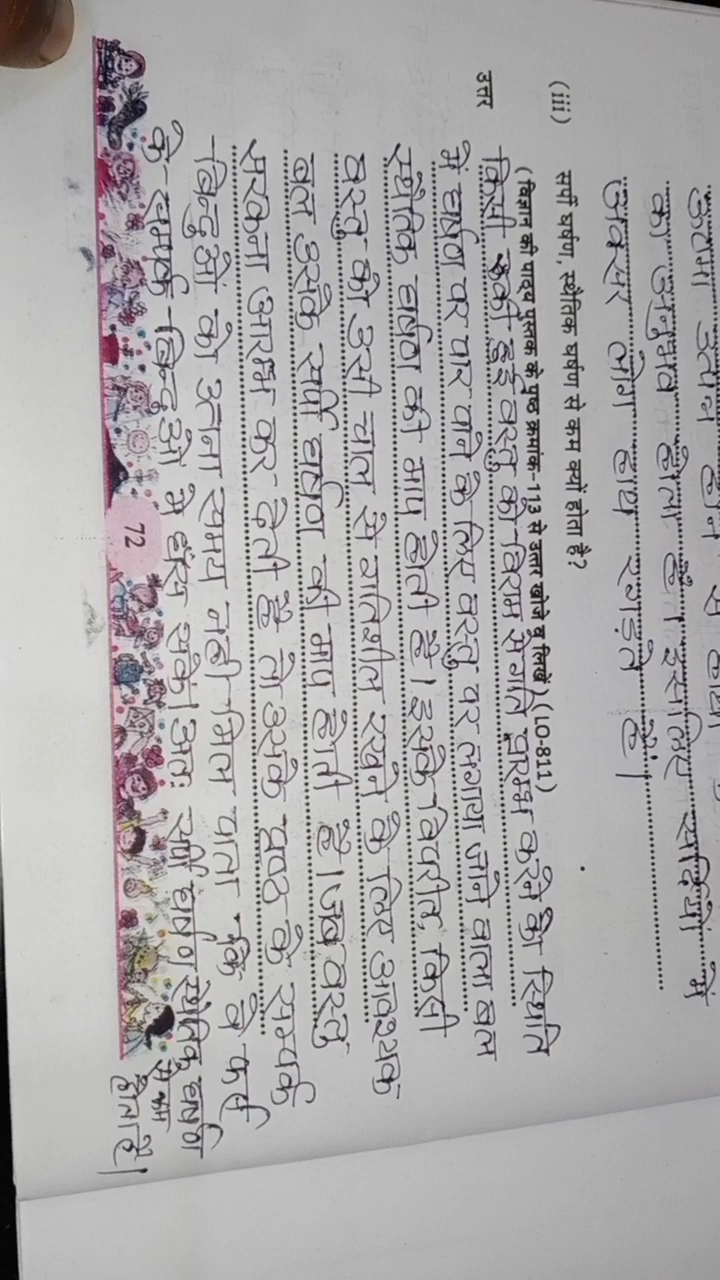 ऊष्मा उत्पन्न होने से हाथों
का अनुभव होता है। इसलिए सर्दियों में
अक्सर लोग हाथ रगड़ते हैं।
(iii) सर्पी घर्षण, स्थैतिक घर्षण से कम क्यों होता है?
(विज्ञान की पाठ्य पुस्तक के पृष्ठ क्रमांक-113 से उत्तर खोजें व लिखें) (LO-811)
उत्तर किसी रुकी हुई वस्तु की विराम से गति प्रारम्भ करने की स्थिति
में घर्षण पर पार पाने के लिए वस्तु पर लगाया जाने वाला बल
स्थैतिक घर्षण की माप होती है। इसके विपरीत, किसी
वस्तु को उसी चाल से गतिशील रखने के लिए आवश्यक
बल उसके सर्पी घर्षण की माप होती है। जब वस्तु
सरकना आरम्भ कर देती है तो उसके पृष्ठ के सम्पर्क
बिन्दुओं को उतना समय नहीं मिल पाता कि वे फर्श
के सम्पर्क बिन्दुओं में धँस सकें। अतः सर्पी घर्षण स्थैतिक घर्षण
से कम
होता है।
72